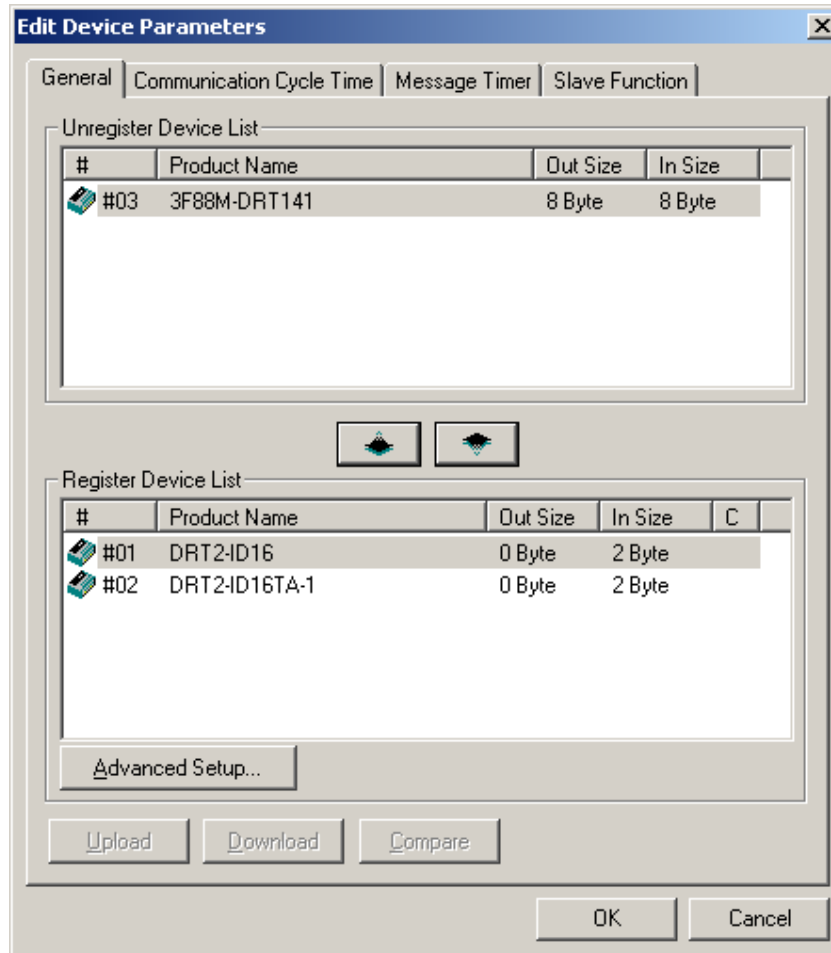 Edit Device Parameters
General Communication Cycle Time Message Timer Slave Function
Unregister Device List
# Product Name Out Size In Size
#03 3F88M-DRT141 8 Byte 8 Byte
Register Device List
# Product Name Out Size In Size C
#01 DRT2-ID16 0 Byte 2 Byte
#02 DRT2-ID16TA-1 0 Byte 2 Byte
Advanced Setup...
Upload Download Compare
OK Cancel